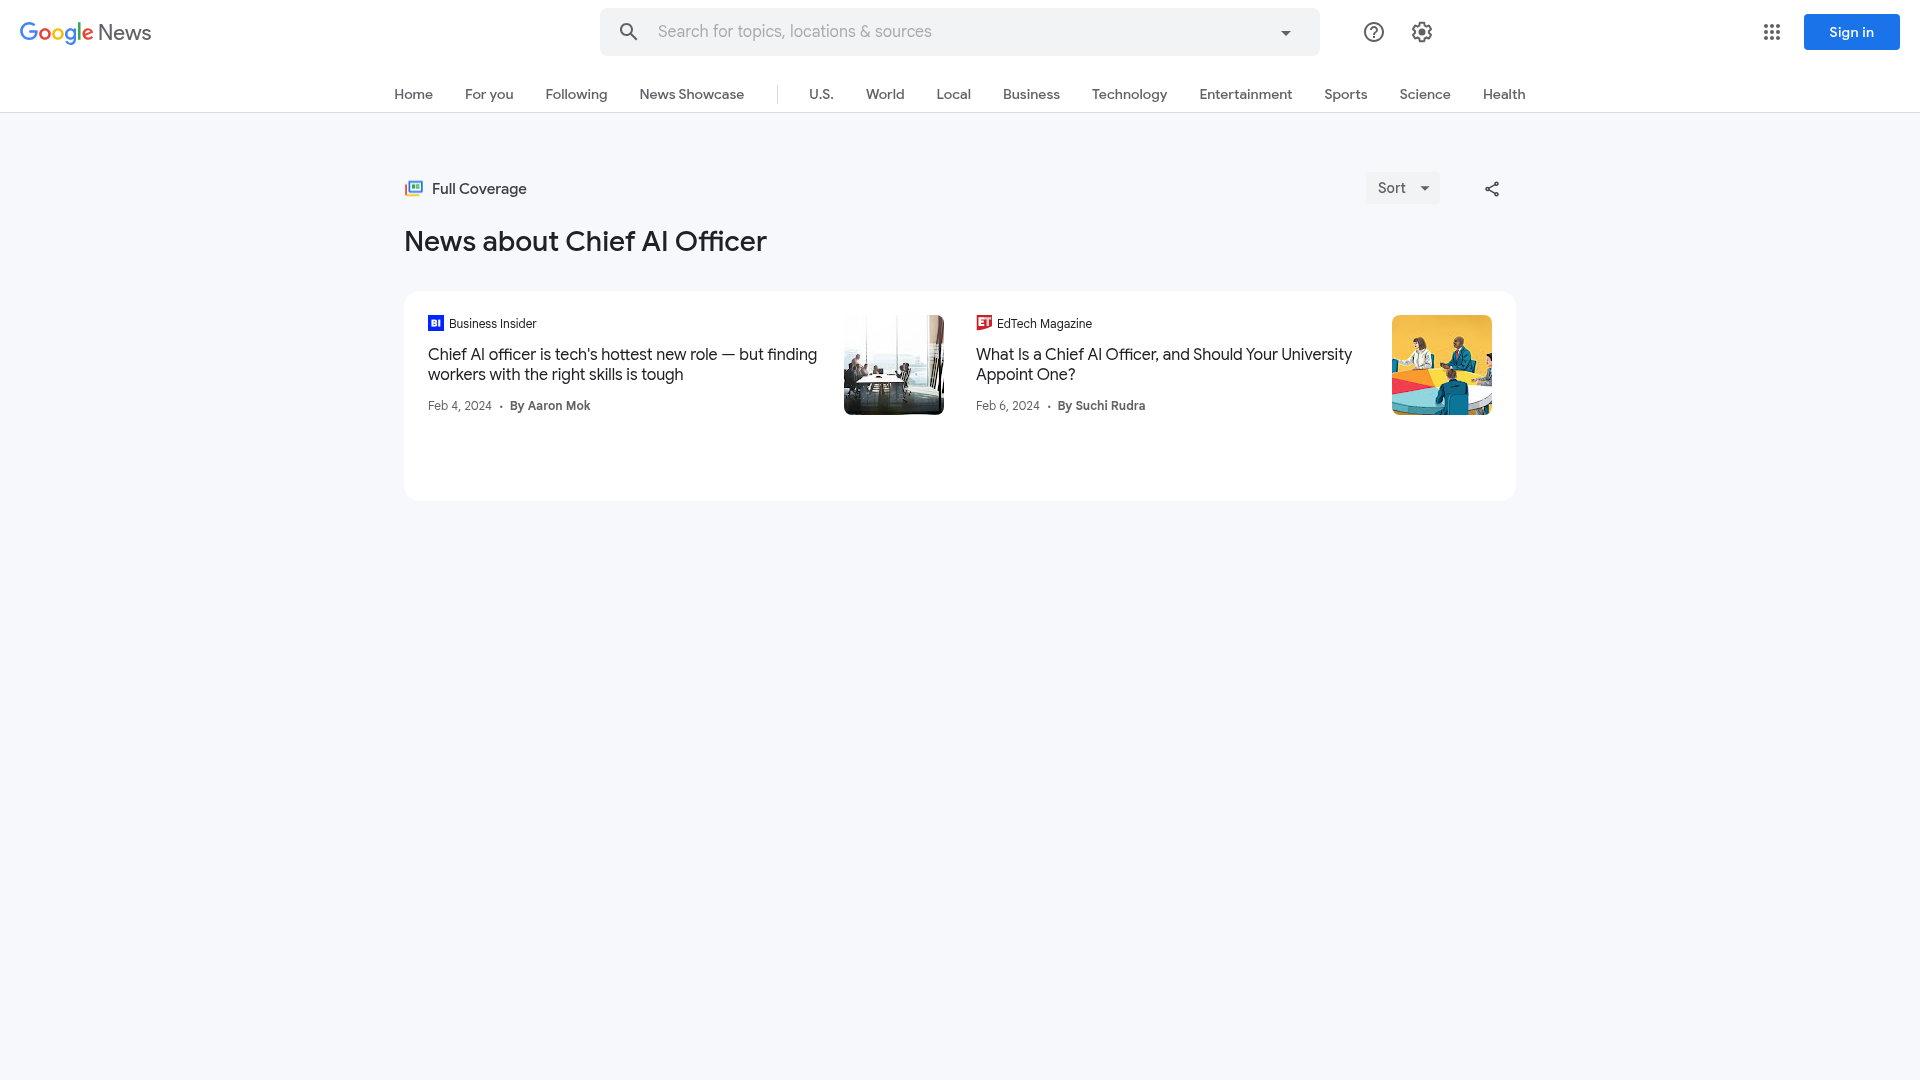 Google News
Search for topics, locations & sources
Sign in
Home
For you
Following
News Showcase
U.S.
World
Local
Business
Technology
Entertainment
Sports
Science
Health
Full Coverage
Sort
News about Chief AI Officer
BI Business Insider
Chief AI officer is tech's hottest new role — but finding
workers with the right skills is tough
Feb 4, 2024 • By Aaron Mok
ET EdTech Magazine
What Is a Chief AI Officer, and Should Your University
Appoint One?
Feb 6, 2024 • By Suchi Rudra